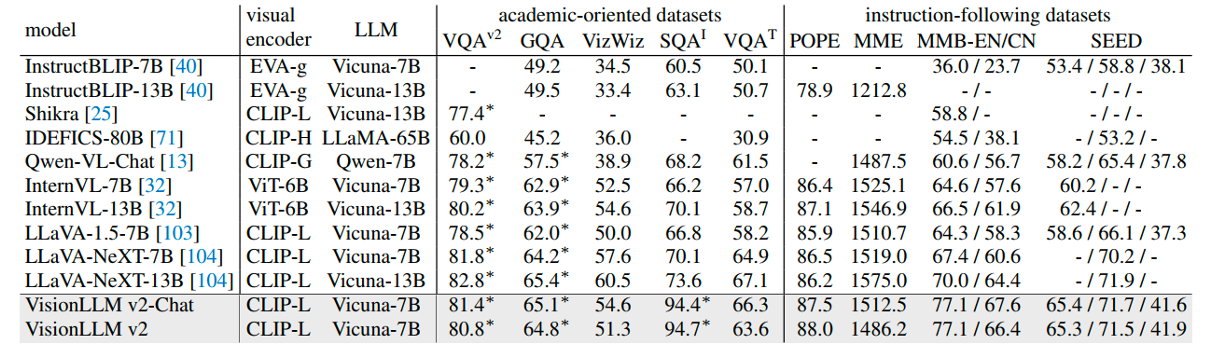 model visual encoder LLM academic-oriented datasets instruction-following datasets
VQAv2 GQA VizWiz SQAI VQAT POPE MME MMB-EN/CN SEED
InstructBLIP-7B [40] EVA-g Vicuna-7B - 49.2 34.5 60.5 50.1 - - 36.0 / 23.7 53.4 / 58.8 / 38.1
InstructBLIP-13B [40] EVA-g Vicuna-13B - 49.5 33.4 63.1 50.7 78.9 1212.8 - / - - / - / -
Shikra [25] CLIP-L Vicuna-13B 77.4* - - - - - - 58.8 / - - / - / -
IDEFICS-80B [71] CLIP-H LLaMA-65B 60.0 45.2 36.0 - 30.9 - - 54.5 / 38.1 - / 53.2 / -
Qwen-VL-Chat [13] CLIP-G Qwen-7B 78.2* 57.5* 38.9 68.2 61.5 - 1487.5 60.6 / 56.7 58.2 / 65.4 / 37.8
InternVL-7B [32] ViT-6B Vicuna-7B 79.3* 62.9* 52.5 66.2 57.0 86.4 1525.1 64.6 / 57.6 60.2 / - / -
InternVL-13B [32] ViT-6B Vicuna-13B 80.2* 63.9* 54.6 70.1 58.7 87.1 1546.9 66.5 / 61.9 62.4 / - / -
LLaVA-1.5-7B [103] CLIP-L Vicuna-7B 78.5* 62.0* 50.0 66.8 58.2 85.9 1510.7 64.3 / 58.3 58.6 / 66.1 / 37.3
LLaVA-NeXT-7B [104] CLIP-L Vicuna-7B 81.8* 64.2* 57.6 70.1 64.9 86.5 1519.0 67.4 / 60.6 - / 70.2 / -
LLaVA-NeXT-13B [104] CLIP-L Vicuna-13B 82.8* 65.4* 60.5 73.6 67.1 86.2 1575.0 70.0 / 64.4 - / 71.9 / -
VisionLLM v2-Chat CLIP-L Vicuna-7B 81.4* 65.1* 54.6 94.4* 66.3 87.5 1512.5 77.1 / 67.6 65.4 / 71.7 / 41.6
VisionLLM v2 CLIP-L Vicuna-7B 80.8* 64.8* 51.3 94.7* 63.6 88.0 1486.2 77.1 / 66.4 65.3 / 71.5 / 41.9